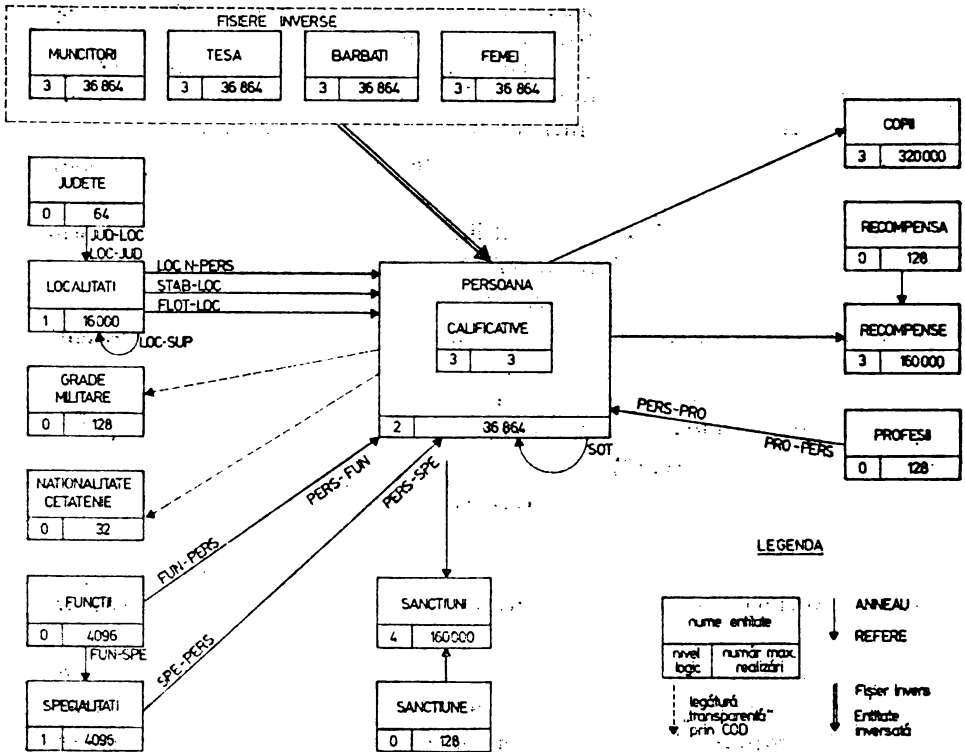 FISIERE INVERSE
MUNCITORI
3 36 864
TESA
3 36 864
BARBATI
3 36 864
FEMEI
3 36 864
COPII
3 320000
JUDETE
0 64
JUD-LOC
LOC-JUD
RECOMPENSA
0 128
LOCALITATI
1 16000
LOC-SUP
LOC N-PERS
STAB-LOC
FLOT-LOC
PERSOANA
CALIFICATIVE
3 3
2 36 864
SOT
RECOMPENSE
3 160000
GRADE
MILITARE
0 128
PERS-PRO
PRO-PERS
PROFESII
0 128
NATIONALITATE
CETATENIE
0 32
PERS-FUN
FUN-PERS
PERS-SPE
SPE-PERS
FUNCTII
0 4096
FUN-SPE
SPECIALITATI
1 4095
SANCTIUNI
4 160000
SANCTIUNE
0 128
LEGENDA
nume entitate
nivel logic
număr max. realizări
ANNEAU
REFERE
legătură
„transparentă"
prin COD
Fișier Invers
Entitate
inversată